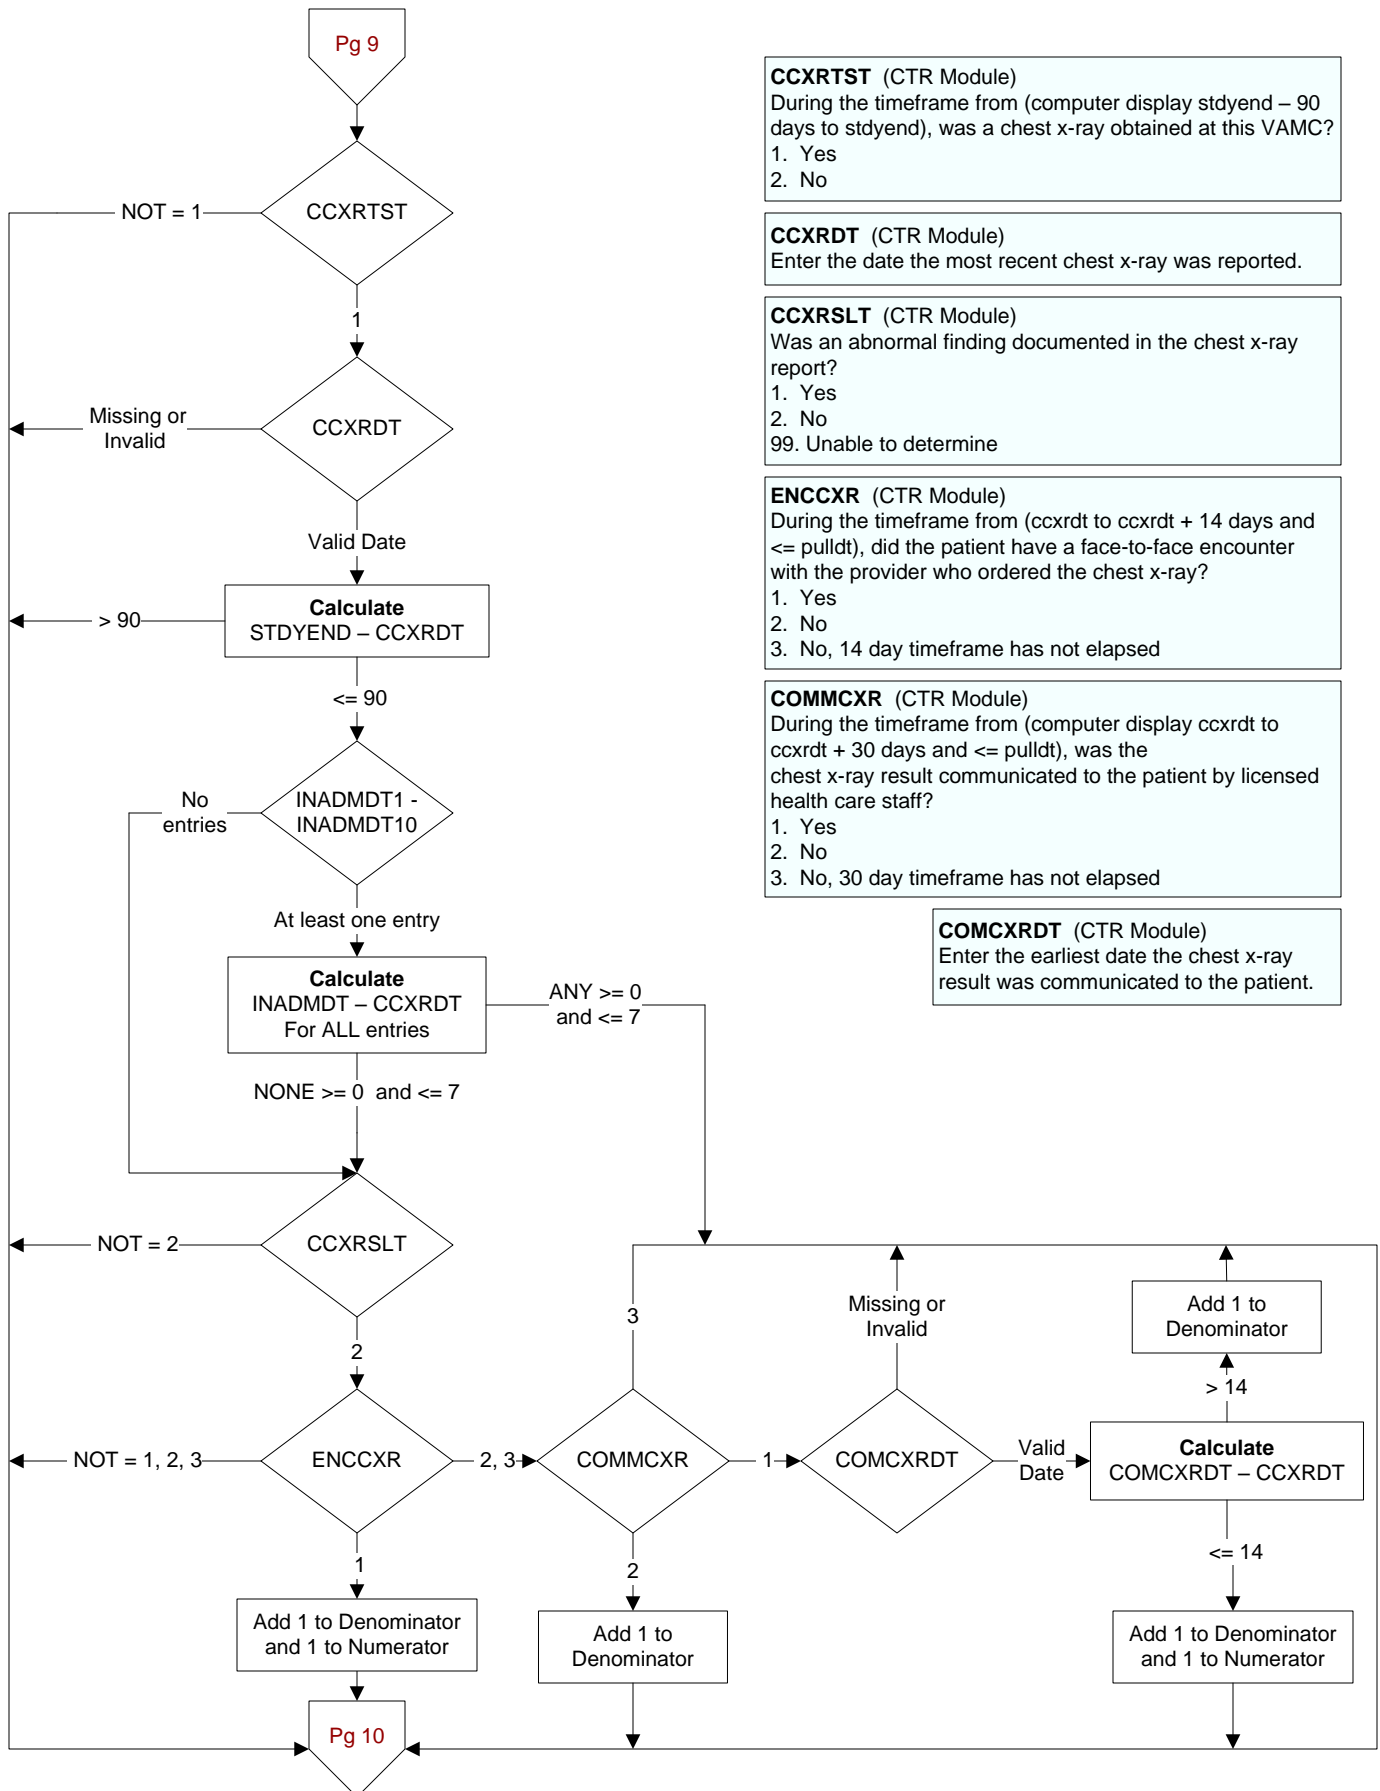 Pg 9
CCXRTST (CTR Module)
During the timeframe from (computer display stdyend – 90
days to stdyend), was a chest x-ray obtained at this VAMC?
1. Yes
2. No
NOT = 1
CCXRTST
1
CCXRDT (CTR Module)
Enter the date the most recent chest x-ray was reported.
CCXRSLT (CTR Module)
Was an abnormal finding documented in the chest x-ray
report?
1. Yes
2. No
99. Unable to determine
Missing or
Invalid
CCXRDT
Valid Date
ENCCXR (CTR Module)
During the timeframe from (ccxrdt to ccxrdt + 14 days and
<= pulldt), did the patient have a face-to-face encounter
with the provider who ordered the chest x-ray?
1. Yes
2. No
3. No, 14 day timeframe has not elapsed
> 90
Calculate
STDYEND – CCXRDT
<= 90
COMMCXR (CTR Module)
During the timeframe from (computer display ccxrdt to
ccxrdt + 30 days and <= pulldt), was the
chest x-ray result communicated to the patient by licensed
health care staff?
1. Yes
2. No
3. No, 30 day timeframe has not elapsed
No
entries
INADMDT1 -
INADMDT10
At least one entry
COMCXRDT (CTR Module)
Enter the earliest date the chest x-ray
result was communicated to the patient.
Calculate
INADMDT – CCXRDT
For ALL entries
ANY >= 0
and <= 7
NONE >= 0 and <= 7
NOT = 2
CCXRSLT
2
3
Missing or
Invalid
Add 1 to
Denominator
> 14
NOT = 1, 2, 3
ENCCXR
2, 3
COMMCXR
1
COMCXRDT
Valid
Date
Calculate
COMCXRDT – CCXRDT
1
2
<= 14
Add 1 to Denominator
and 1 to Numerator
Add 1 to
Denominator
Add 1 to Denominator
and 1 to Numerator
Pg 10